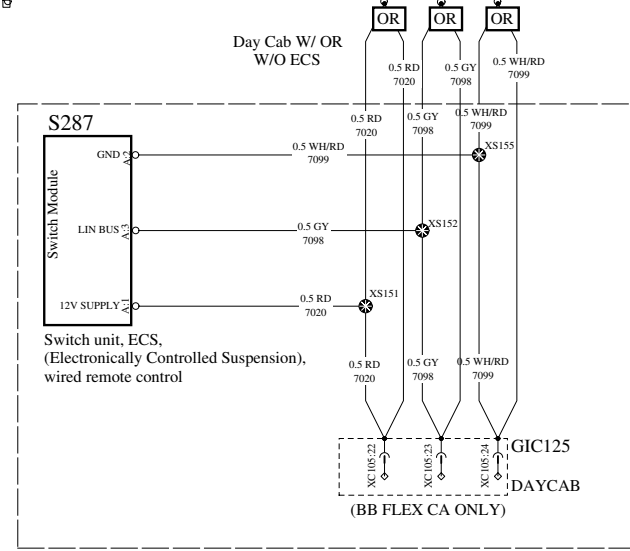 OR OR OR
Day Cab W/ OR
W/O ECS
0.5 RD
7020
0.5 GY
7098
0.5 WH/RD
7099
0.5 RD
7020
0.5 GY
7098
0.5 WH/RD
7099
S287
Switch Module
GND A:2
0.5 WH/RD
7099
XS155
LIN BUS A:3
0.5 GY
7098
XS152
12V SUPPLY A:1
0.5 RD
7020
XS151
Switch unit, ECS,
(Electronically Controlled Suspension),
wired remote control
0.5 RD
7020
0.5 GY
7098
0.5 WH/RD
7099
XC105:22
XC105:23
XC105:24
GIC125
DAYCAB
(BB FLEX CA ONLY)